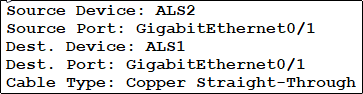 Source Device: ALS2
Source Port: GigabitEthernet0/1
Dest. Device: ALS1
Dest. Port: GigabitEthernet0/1
Cable Type: Copper Straight-Through